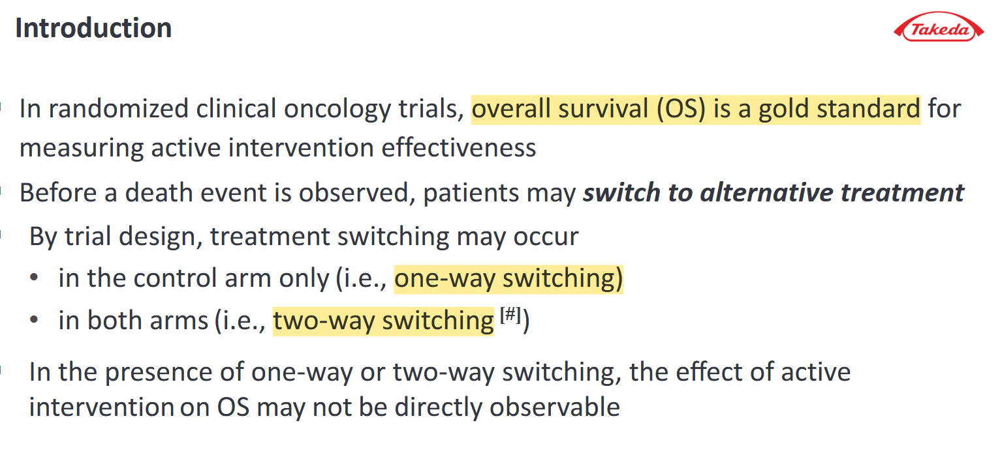 Introduction
Takeda
In randomized clinical oncology trials, overall survival (OS) is a gold standard for
measuring active intervention effectiveness
Before a death event is observed, patients may switch to alternative treatment
By trial design, treatment switching may occur
• in the control arm only (i.e., one-way switching)
• in both arms (i.e., two-way switching [#])
In the presence of one-way or two-way switching, the effect of active
intervention on OS may not be directly observable